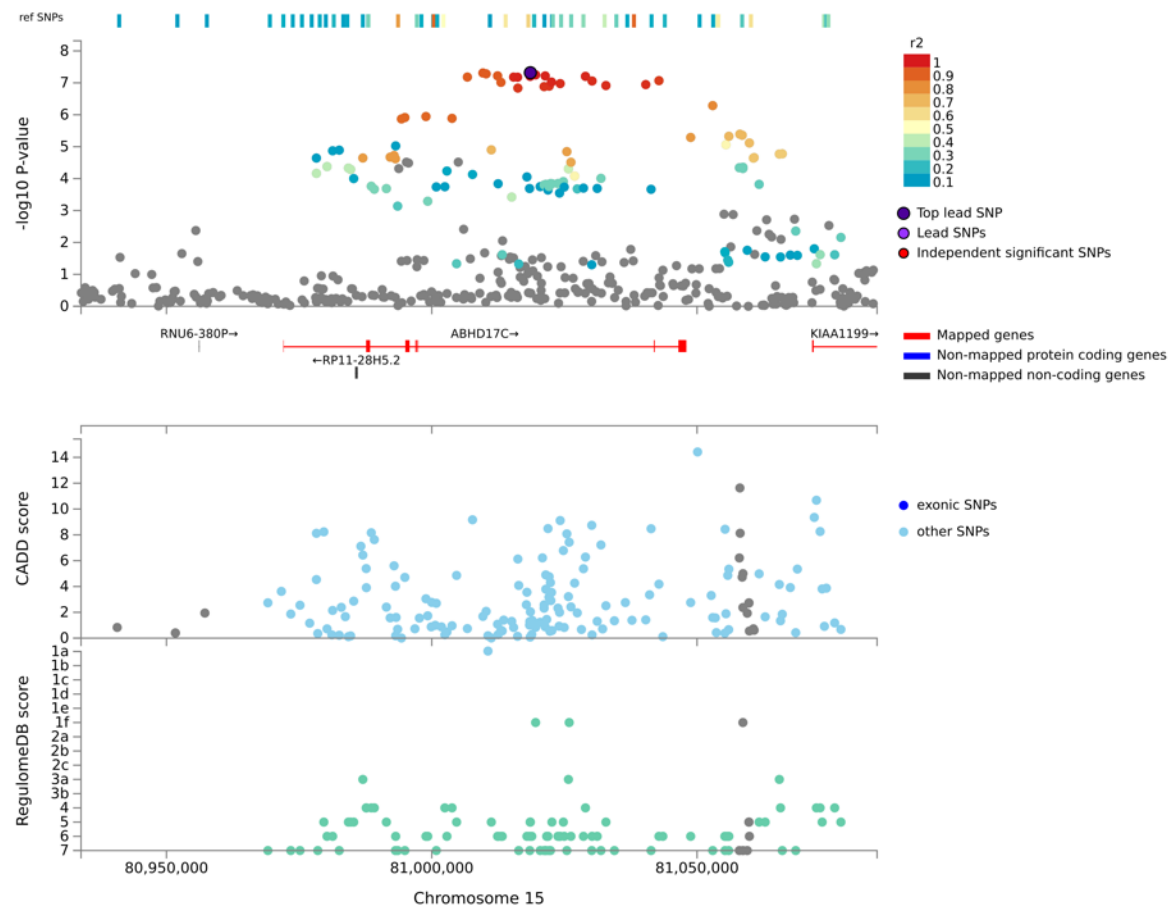 ref SNPs
r2
8
7
6
5
4
3
2
1
0
-log10 P-value
1
0.9
0.8
0.7
0.6
0.5
0.4
0.3
0.2
0.1
Top lead SNP
Lead SNPs
Independent significant SNPs
RNU6-380P→
ABHD17C→
KIAA1199→
←RP11-28H5.2
Mapped genes
Non-mapped protein coding genes
Non-mapped non-coding genes
14
12
10
8
6
4
2
0
CADD score
exonic SNPs
other SNPs
1a
1b
1c
1d
1e
1f
2a
2b
2c
3a
3b
4
5
6
7
RegulomeDB score
80,950,000
81,000,000
81,050,000
Chromosome 15